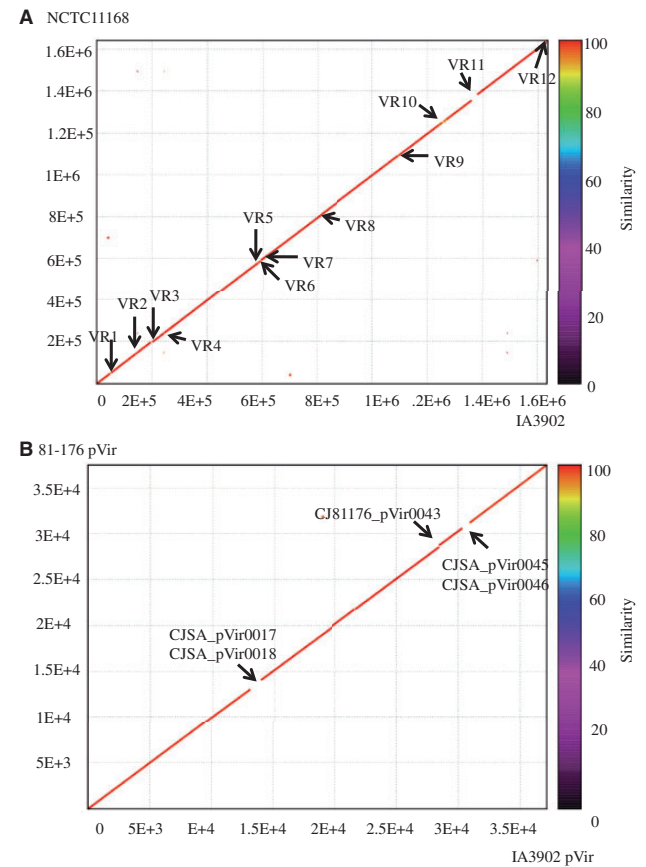 A NCTC11168
1.6E+6
1.4E+6
1.2E+5
1E+6
8E+5
6E+5
4E+5
2E+5
VR1
VR2
VR3
VR4
VR5
VR6
VR7
VR8
VR9
VR10
VR11
VR12
0 2E+5 4E+5 6E+5 8E+5 1E+6 .2E+6 1.4E+6 1.6E+6
IA3902
100
80
60
40
20
0
Similarity
B 81-176 pVir
3.5E+4
3E+4
2.5E+4
2E+4
1.5E+4
1E+4
5E+3
CJ81176_pVir0043
CJSA_pVir0045
CJSA_pVir0046
CJSA_pVir0017
CJSA_pVir0018
0 5E+3 E+4 1.5E+4 2E+4 2.5E+4 3E+4 3.5E+4
IA3902 pVir
100
80
60
40
20
0
Similarity